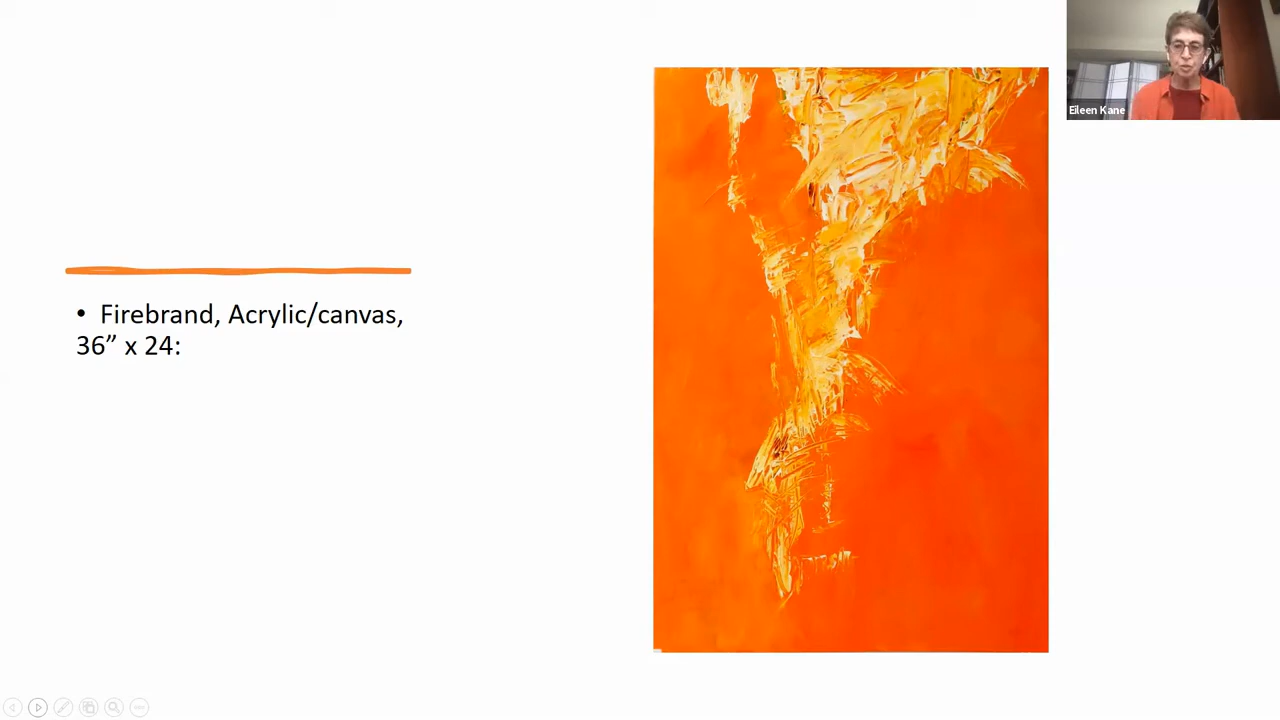 Eileen Kane
• Firebrand, Acrylic/canvas,
36” x 24: